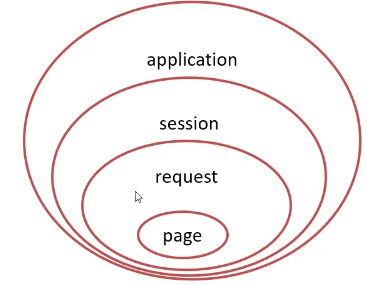 application
session
request
page